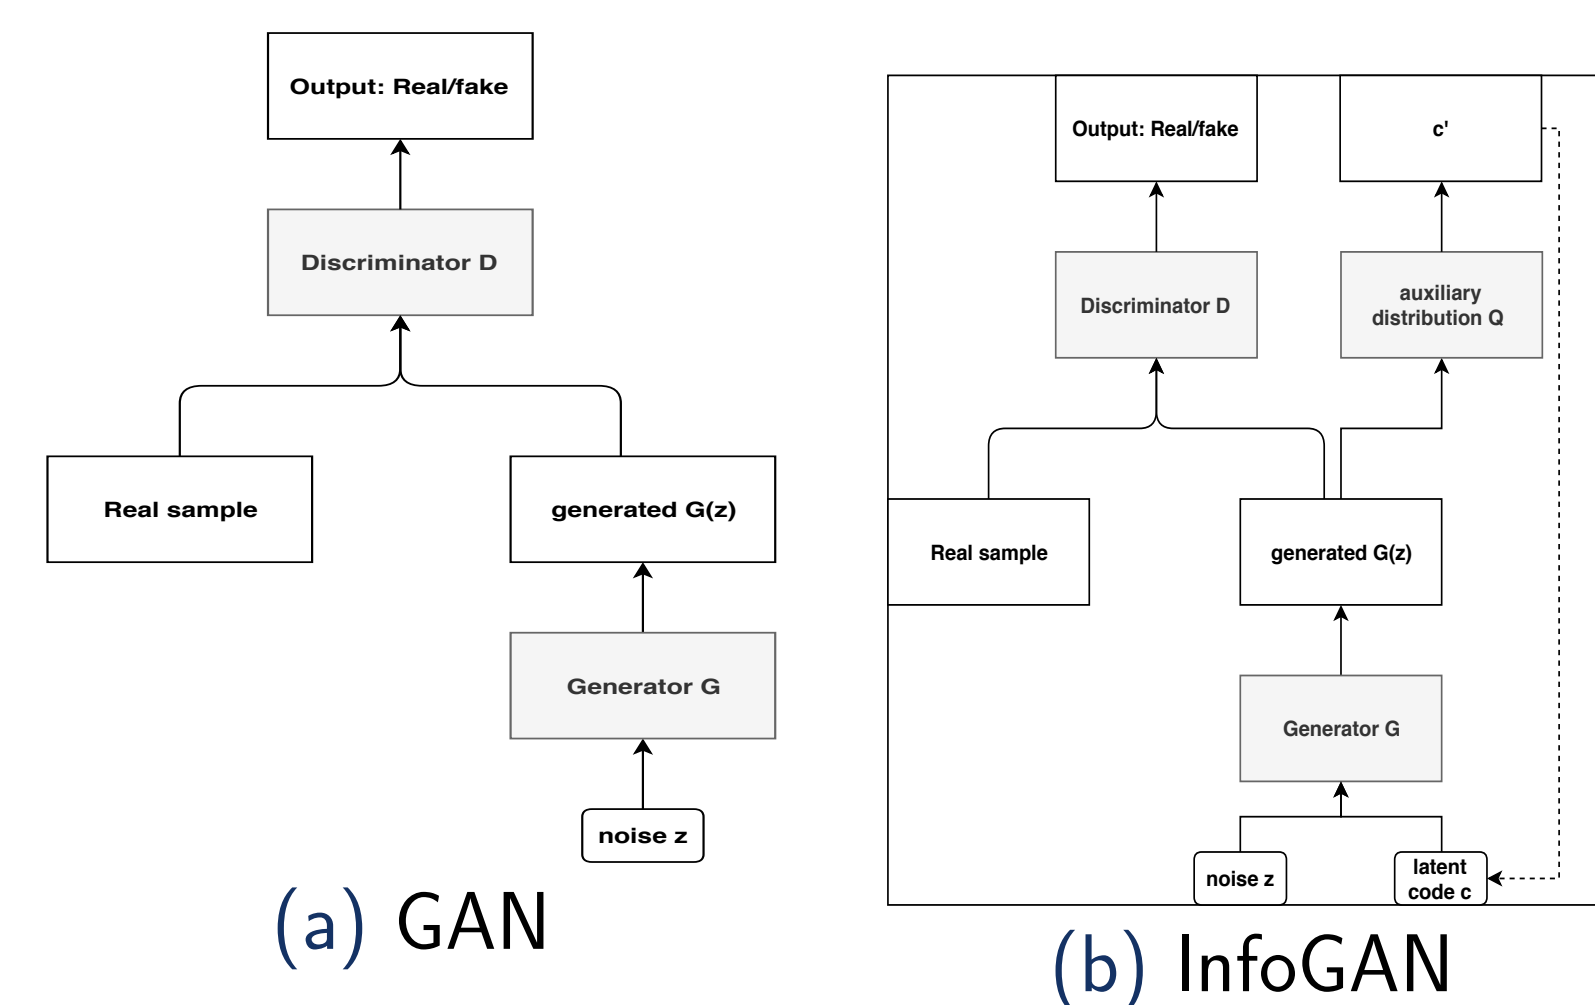 Output: Real/fake
Discriminator D
Real sample
generated G(z)
Generator G
noise z
(a) GAN
Output: Real/fake
c'
Discriminator D
auxiliary
distribution Q
Real sample
generated G(z)
Generator G
noise z
latent
code c
(b) InfoGAN